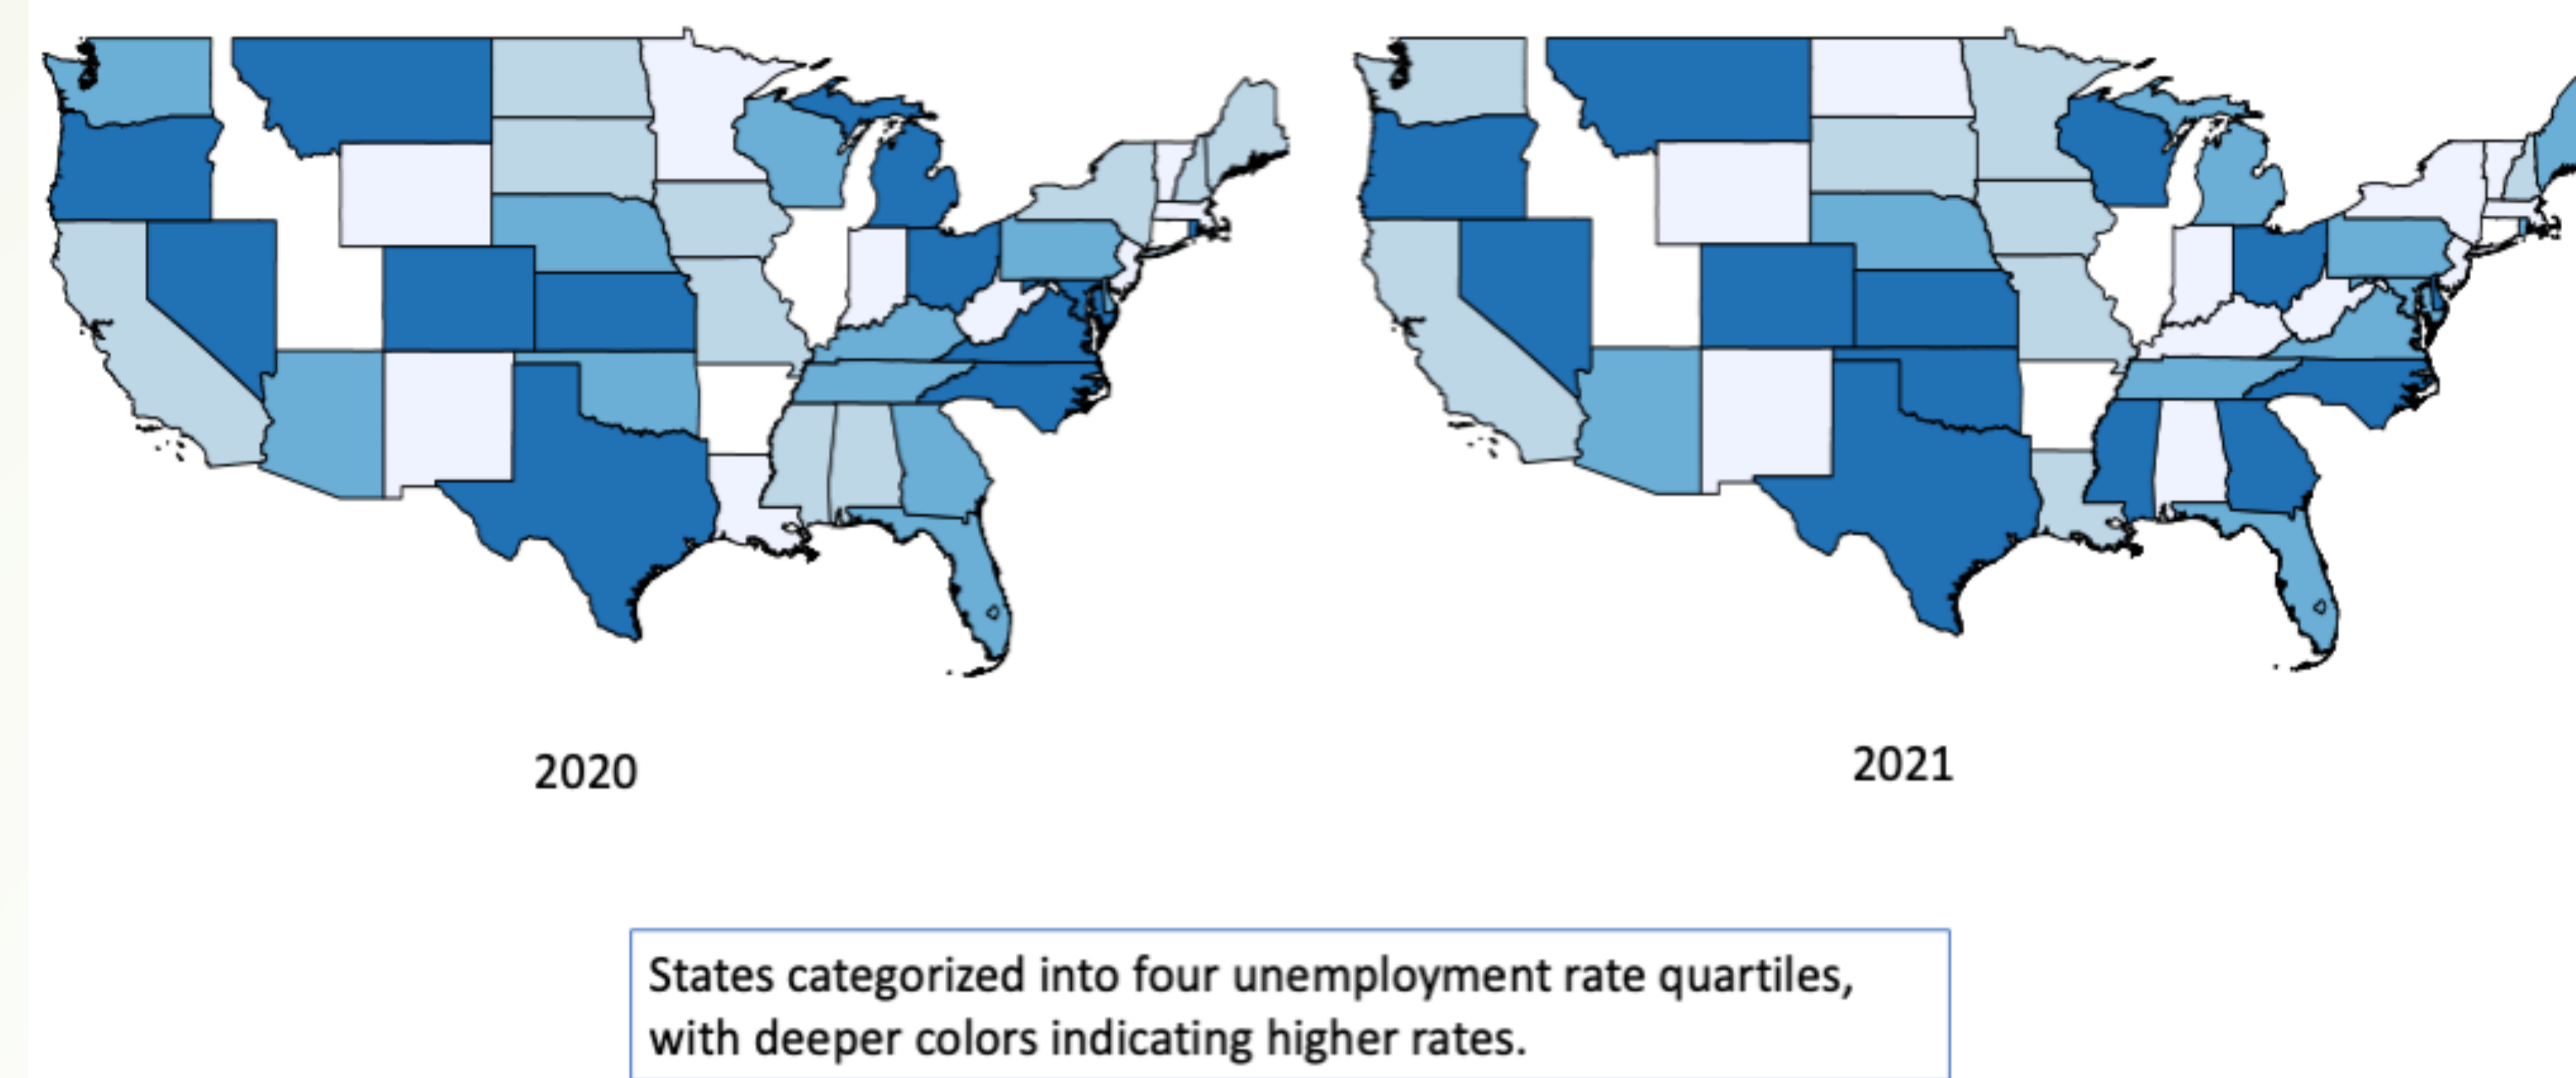 2020
2021
States categorized into four unemployment rate quartiles,
with deeper colors indicating higher rates.